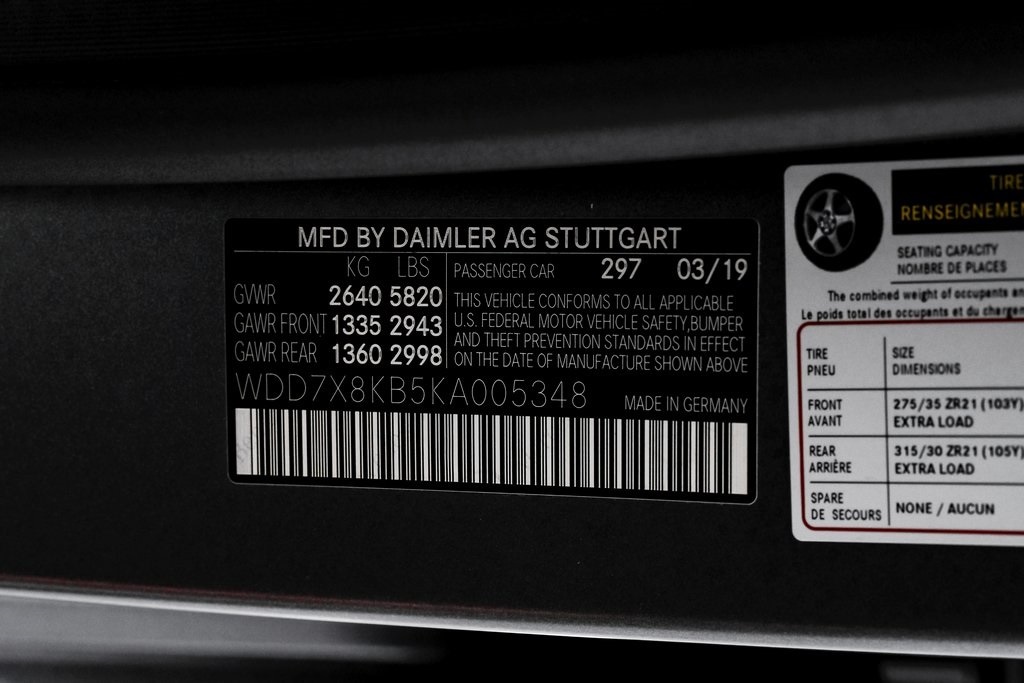 MFD BY DAIMLER AG STUTTGART
KG LBS
GVWR 2640 5820
GAWR FRONT 1335 2943
GAWR REAR 1360 2998
PASSENGER CAR 297 03/19
THIS VEHICLE CONFORMS TO ALL APPLICABLE
U.S. FEDERAL MOTOR VEHICLE SAFETY,BUMPER
AND THEFT PREVENTION STANDARDS IN EFFECT
ON THE DATE OF MANUFACTURE SHOWN ABOVE
WDD7X8KB5KA005348
MADE IN GERMANY
TIRE
RENSEIGNEMEN
SEATING CAPACITY
NOMBRE DE PLACES
The combined weight of occupants an
Le poids total des occupants et du charge
TIRE SIZE
PNEU DIMENSIONS
FRONT 275/35 ZR21 (103Y)
AVANT EXTRA LOAD
REAR 315/30 ZR21 (105Y)
ARRIÈRE EXTRA LOAD
SPARE NONE / AUCUN
DE SECOURS